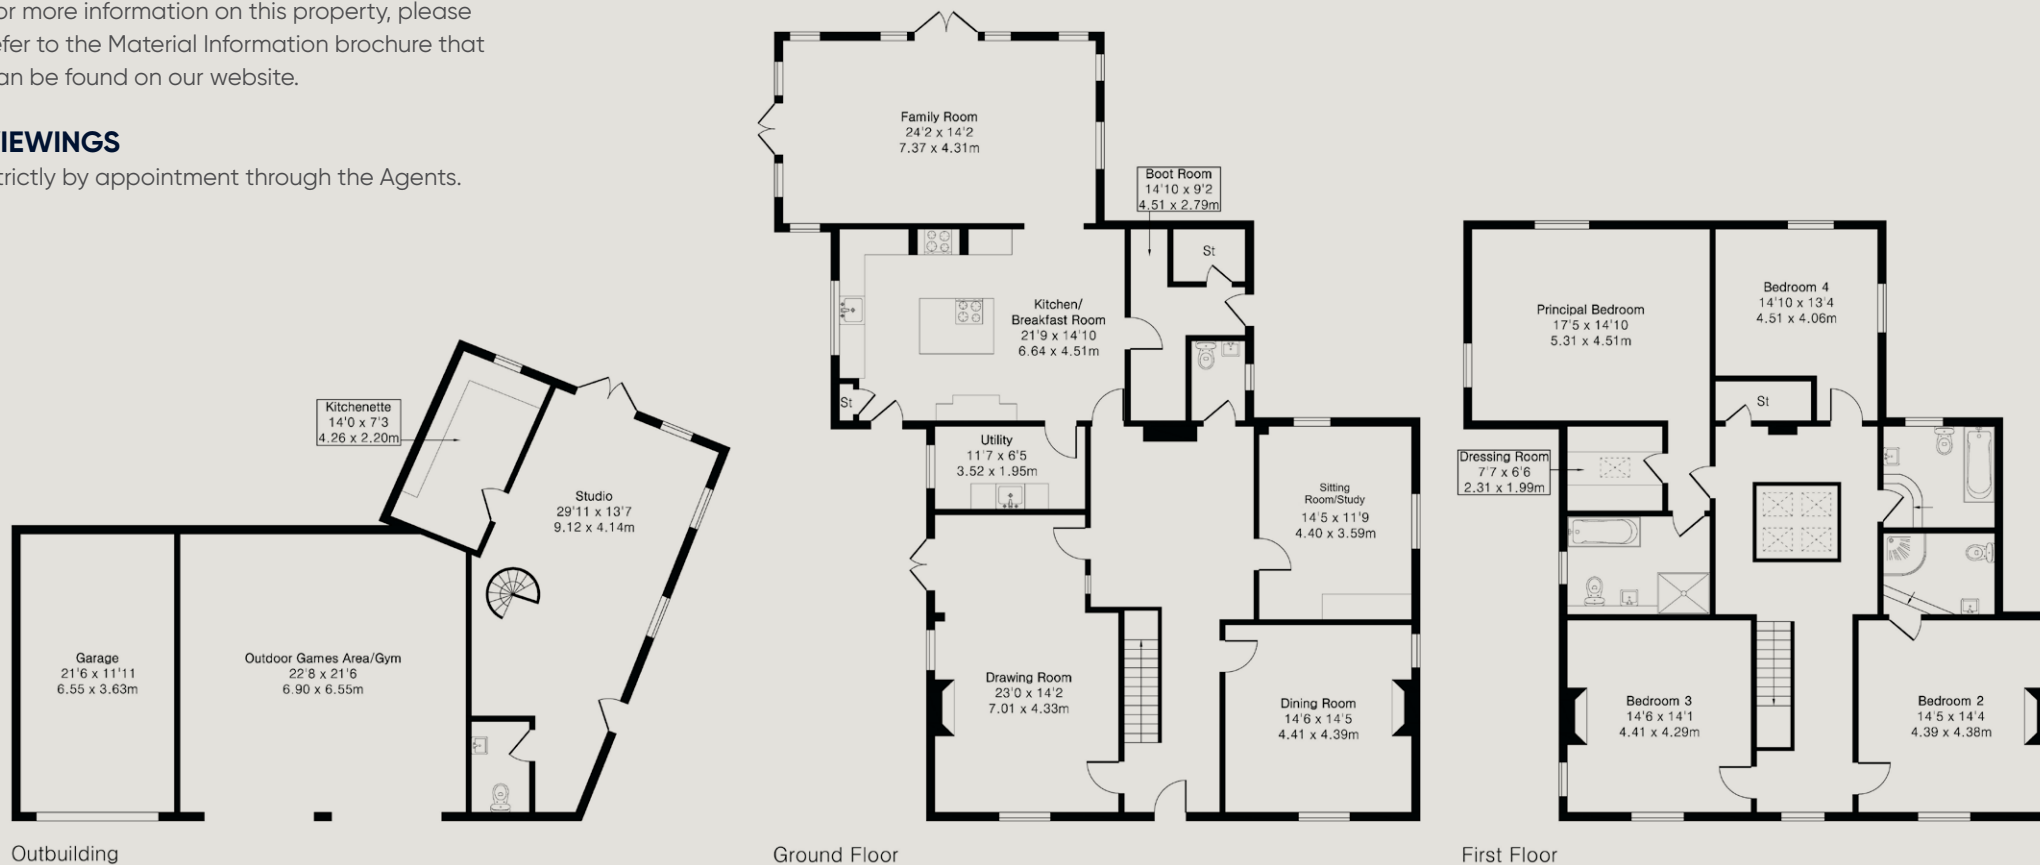 or more information on this property, please
efer to the Material Information brochure that
an be found on our website.
IEWINGS
trictly by appointment through the Agents.
Kitchenette
14'0 x 7'3
4.26 x 2.20m
Studio
29'11 x 13'7
9.12 x 4.14m
Garage
21'6 x 11'11
6.55 x 3.63m
Outdoor Games Area/Gym
22'8 x 21'6
6.90 x 6.55m
Outbuilding
Family Room
24'2 x 14'2
7.37 x 4.31m
Boot Room
14'10 x 9'2
4.51 x 2.79m
St
Kitchen/
Breakfast Room
21'9 x 14'10
6.64 x 4.51m
St
Utility
11'7 x 6'5
3.52 x 1.95m
Sitting
Room/Study
14'5 x 11'9
4.40 x 3.59m
Drawing Room
23'0 x 14'2
7.01 x 4.33m
Dining Room
14'6 x 14'5
4.41 x 4.39m
Ground Floor
Principal Bedroom
17'5 x 14'10
5.31 x 4.51m
Bedroom 4
14'10 x 13'4
4.51 x 4.06m
St
Dressing Room
7'7 x 6'6
2.31 x 1.99m
Bedroom 3
14'6 x 14'1
4.41 x 4.29m
Bedroom 2
14'5 x 14'4
4.39 x 4.38m
First Floor